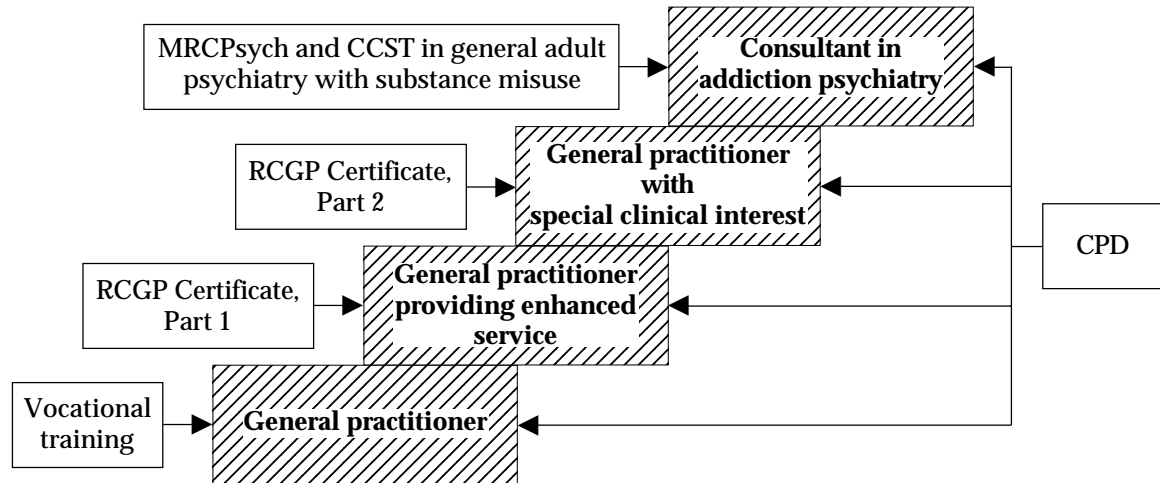 MRCPsych and CCST in general adult
psychiatry with substance misuse
Consultant in
addiction psychiatry
RCGP Certificate,
Part 2
General practitioner
with
special clinical interest
CPD
RCGP Certificate,
Part 1
General practitioner
providing enhanced
service
Vocational
training
General practitioner